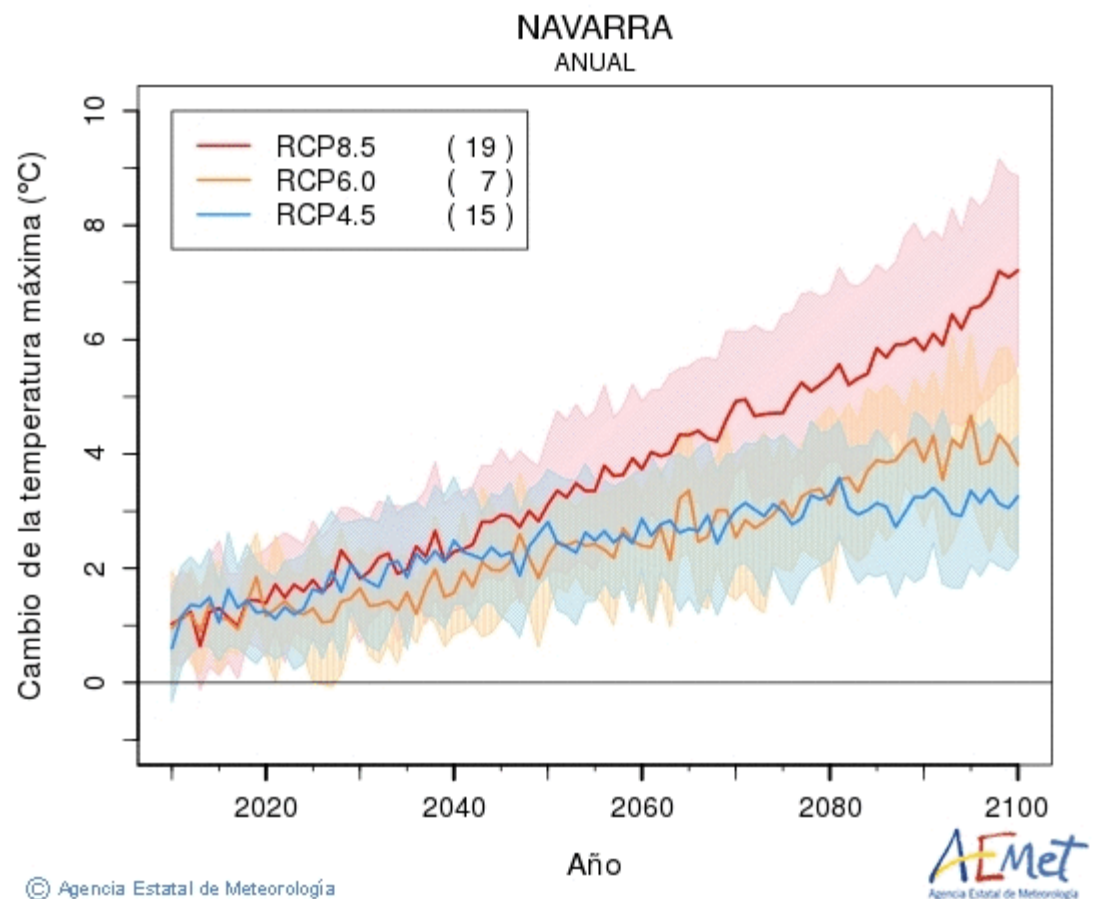 NAVARRA
ANUAL
Cambio de la temperatura máxima (°C)
10
8
6
4
2
0
RCP8.5 ( 19 )
RCP6.0 ( 7 )
RCP4.5 ( 15 )
2020 2040 2060 2080 2100
Año
© Agencia Estatal de Meteorología
AEMet
Agencia Estatal de Meteorología